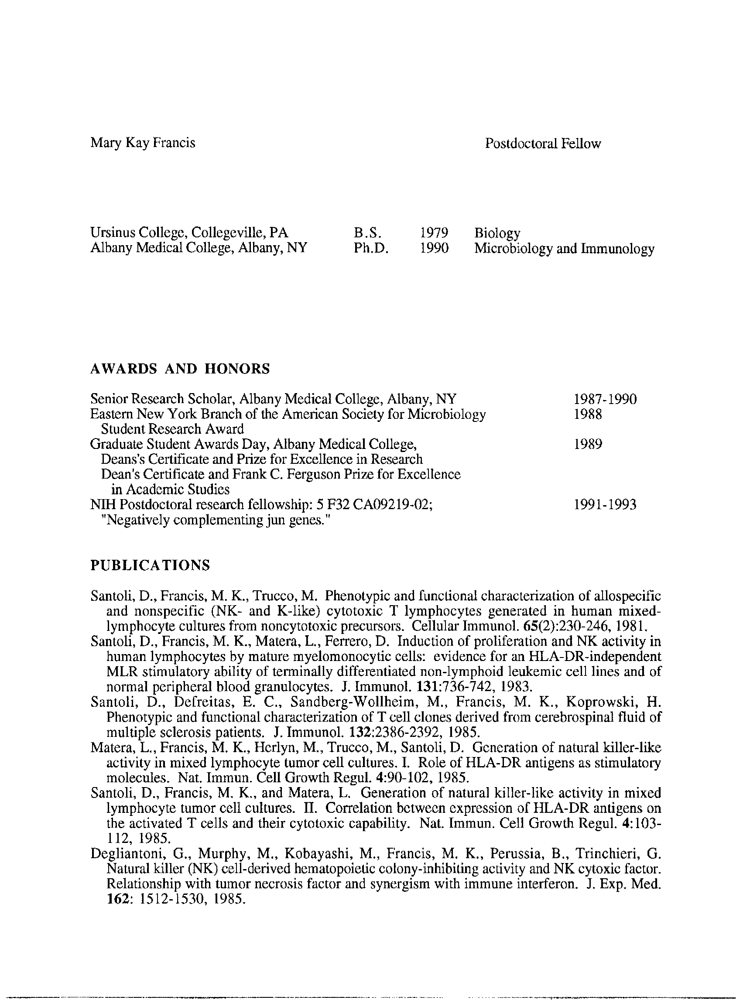 Mary Kay Francis Postdoctoral Fellow
Ursinus College, Collegeville, PA B.S. 1979 Biology
Albany Medical College, Albany, NY Ph.D. 1990 Microbiology and Immunology
AWARDS AND HONORS
Senior Research Scholar, Albany Medical College, Albany, NY 1987-1990
Eastern New York Branch of the American Society for Microbiology 1988
Student Research Award
Graduate Student Awards Day, Albany Medical College, 1989
Deans's Certificate and Prize for Excellence in Research
Dean's Certificate and Frank C. Ferguson Prize for Excellence
in Academic Studies
NIH Postdoctoral research fellowship: 5 F32 CA09219-02; 1991-1993
"Negatively complementing jun genes."
PUBLICATIONS
Santoli, D., Francis, M. K., Trucco, M. Phenotypic and functional characterization of allospecific
and nonspecific (NK- and K-like) cytotoxic T lymphocytes generated in human mixed-
lymphocyte cultures from noncytotoxic precursors. Cellular Immunol. 65(2):230-246, 1981.
Santoli, D., Francis, M. K., Matera, L., Ferrero, D. Induction of proliferation and NK activity in
human lymphocytes by mature myelomonocytic cells: evidence for an HLA-DR-independent
MLR stimulatory ability of terminally differentiated non-lymphoid leukemic cell lines and of
normal peripheral blood granulocytes. J. Immunol. 131:736-742, 1983.
Santoli, D., Defreitas, E. C., Sandberg-Wollheim, M., Francis, M. K., Koprowski, H.
Phenotypic and functional characterization of T cell clones derived from cerebrospinal fluid of
multiple sclerosis patients. J. Immunol. 132:2386-2392, 1985.
Matera, L., Francis, M. K., Herlyn, M., Trucco, M., Santoli, D. Generation of natural killer-like
activity in mixed lymphocyte tumor cell cultures. I. Role of HLA-DR antigens as stimulatory
molecules. Nat. Immun. Cell Growth Regul. 4:90-102, 1985.
Santoli, D., Francis, M. K., and Matera, L. Generation of natural killer-like activity in mixed
lymphocyte tumor cell cultures. II. Correlation between expression of HLA-DR antigens on
the activated T cells and their cytotoxic capability. Nat. Immun. Cell Growth Regul. 4:103-
112, 1985.
Degliantoni, G., Murphy, M., Kobayashi, M., Francis, M. K., Perussia, B., Trinchieri, G.
Natural killer (NK) cell-derived hematopoietic colony-inhibiting activity and NK cytoxic factor.
Relationship with tumor necrosis factor and synergism with immune interferon. J. Exp. Med.
162: 1512-1530, 1985.